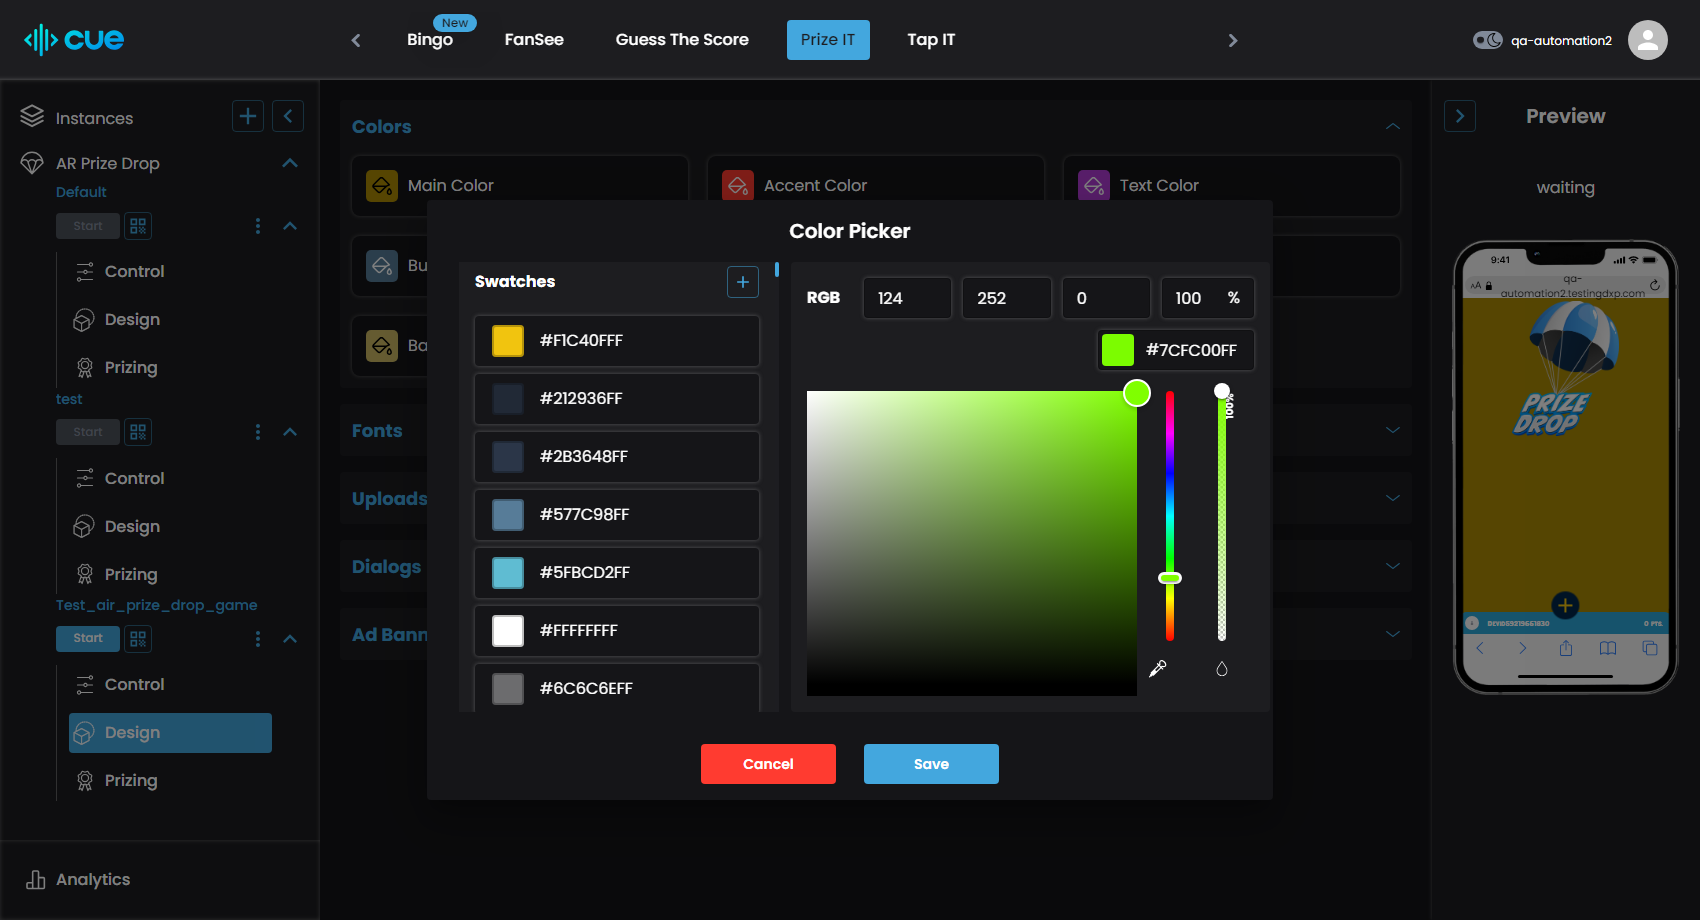 cue
New
Bingo
FanSee
Guess The Score
Prize IT
Tap IT
qa-automation2
Instances
AR Prize Drop
Default
Start
Control
Design
Prizing
test
Start
Control
Design
Prizing
Test_air_prize_drop_game
Start
Control
Design
Prizing
Analytics
Colors
Main Color
Accent Color
Text Color
Bu
Ba
Fonts
Uploads
Dialogs
Ad Bann
Color Picker
Swatches
#F1C40FFF
#212936FF
#2B3648FF
#577C98FF
#5FBCD2FF
#FFFFFFFF
#6C6C6EFF
RGB
124
252
0
100 %
#7CFC00FF
100%
Cancel
Save
Preview
waiting
9:41
AA
qa-
automation2.testingdxp.com
PRIZE
DROP
0 PTS.